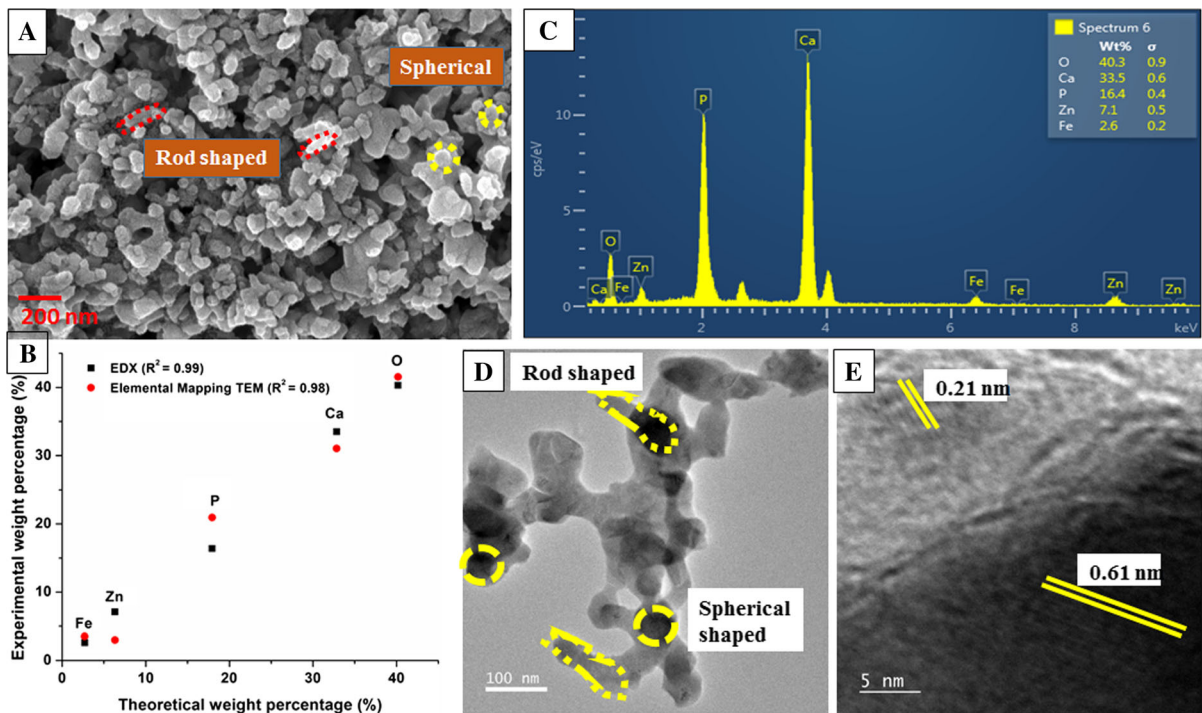 A
Spherical
Rod shaped
200 nm
C
Spectrum 6
Wt% σ
O 40.3 0.9
Ca 33.5 0.6
P 16.4 0.4
Zn 7.1 0.5
Fe 2.6 0.2
cps/eV
10
5
0
Ca
P
O
Zn
Ca
Fe
Fe
Fe
Zn
Zn
2
4
6
8
keV
B
EDX (R² = 0.99)
Elemental Mapping TEM (R² = 0.98)
O
Ca
P
Zn
Fe
Experimental weight percentage (%)
40
30
20
10
0
0
10
20
30
40
Theoretical weight percentage (%)
D
Rod shaped
Spherical
shaped
100 nm
E
0.21 nm
0.61 nm
5 nm